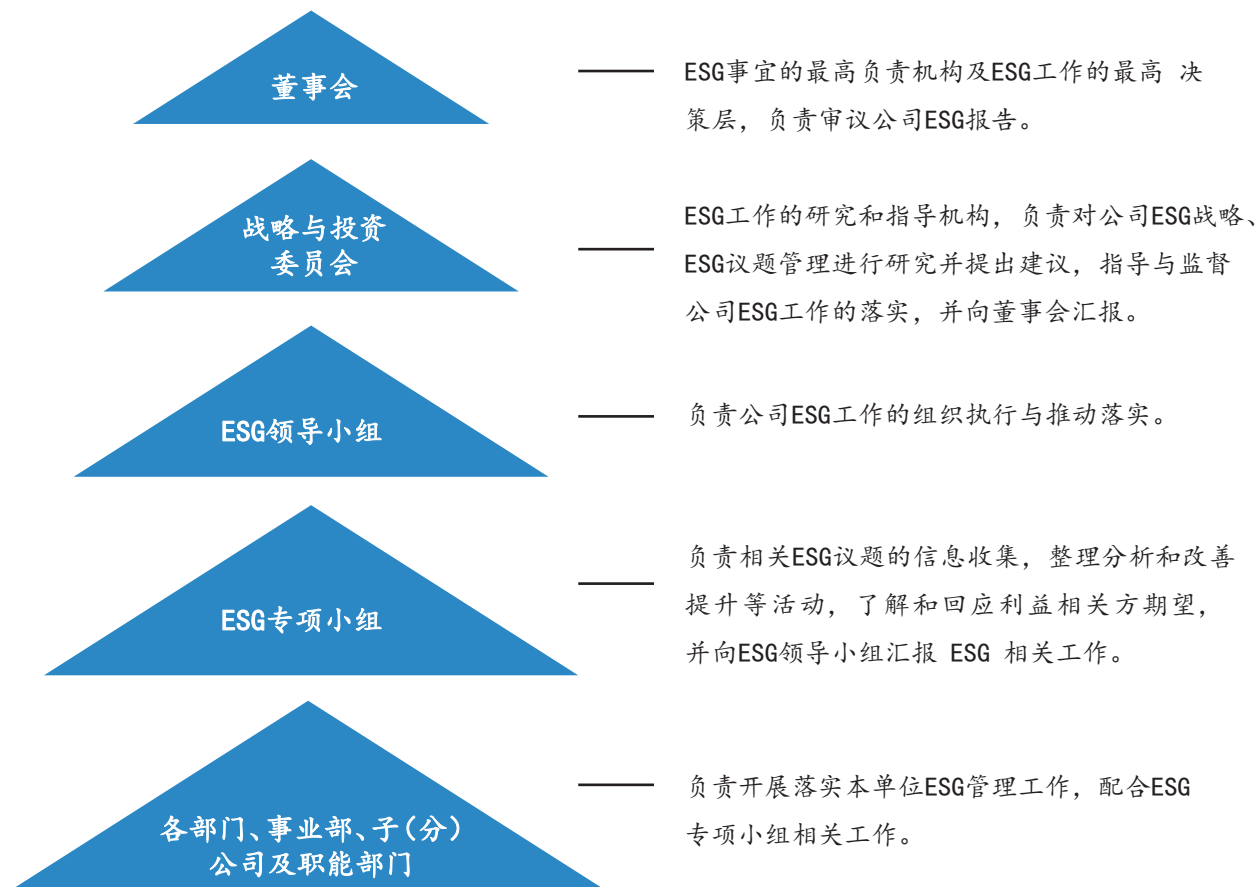 董事会
ESG事宜的最高负责机构及ESG工作的最高 决
策层，负责审议公司ESG报告。
战略与投资
委员会
ESG工作的研究和指导机构，负责对公司ESG战略、
ESG议题管理进行研究并提出建议，指导与监督
公司ESG工作的落实，并向董事会汇报。
ESG领导小组
负责公司ESG工作的组织执行与推动落实。
ESG专项小组
负责相关ESG议题的信息收集，整理分析和改善
提升等活动，了解和回应利益相关方期望，
并向ESG领导小组汇报 ESG 相关工作。
各部门、事业部、子（分）
公司及职能部门
负责开展落实本单位ESG管理工作，配合ESG
专项小组相关工作。